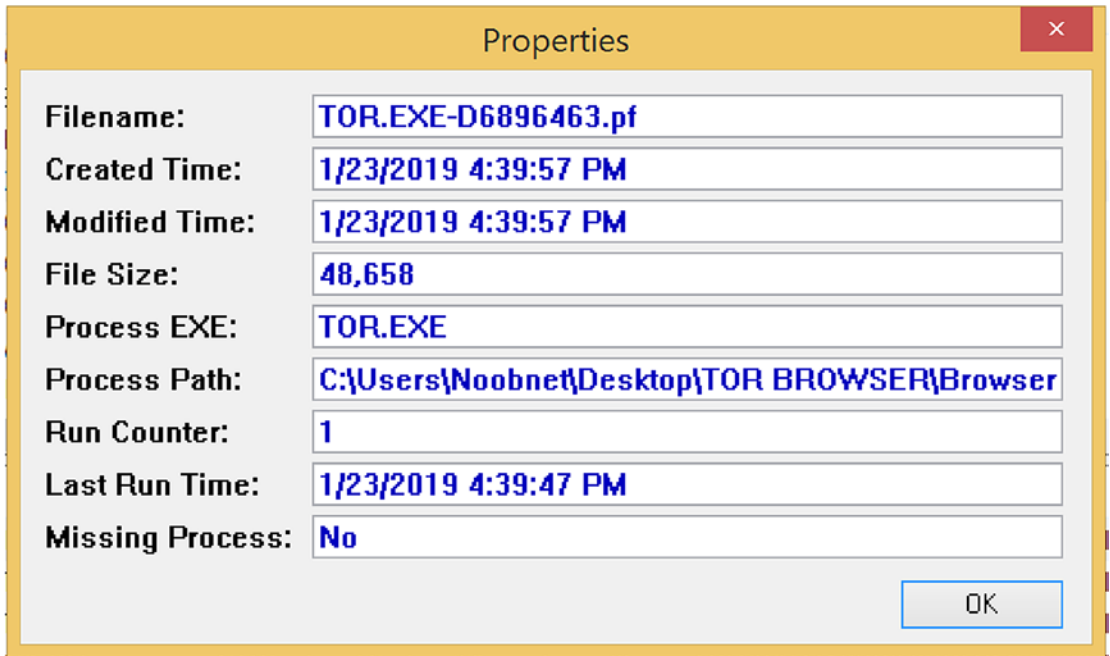 Properties
Filename: TOR.EXE-D6896463.pf
Created Time: 1/23/2019 4:39:57 PM
Modified Time: 1/23/2019 4:39:57 PM
File Size: 48,658
Process EXE: TOR.EXE
Process Path: C:\Users\Noobnet\Desktop\TOR BROWSER\Browser
Run Counter: 1
Last Run Time: 1/23/2019 4:39:47 PM
Missing Process: No
OK